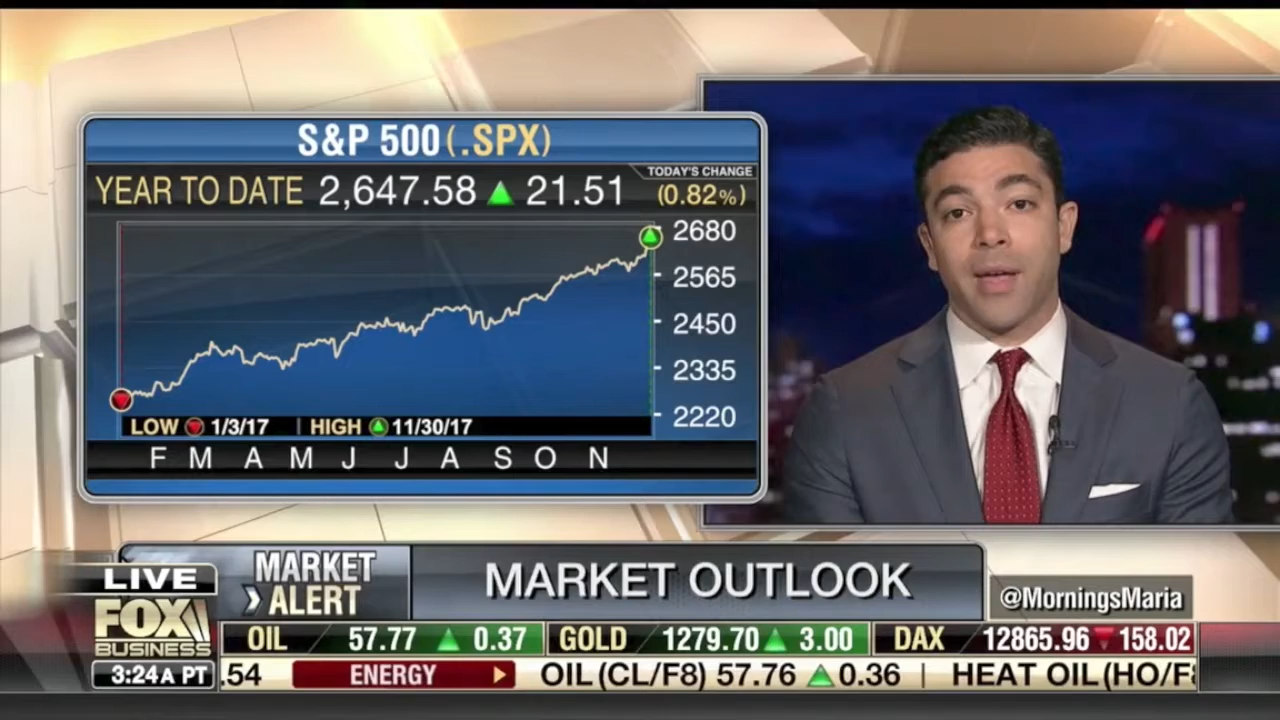 S&P 500 (.SPX)
TODAY'S CHANGE
YEAR TO DATE 2,647.58 ▲ 21.51 (0.82%)
2680
2565
2450
2335
2220
LOW ▼ 1/3/17 | HIGH ▲ 11/30/17
F M A M J J A S O N
MARKET ALERT
MARKET OUTLOOK
@MorningsMaria
LIVE
FOX
BUSINESS
3:24A PT
OIL 57.77 ▲ 0.37 GOLD 1279.70 ▲ 3.00 DAX 12865.96 ▼ 158.02
.54 ENERGY OIL (CL/F8) 57.76 ▲ 0.36 | HEAT OIL (HO/F8